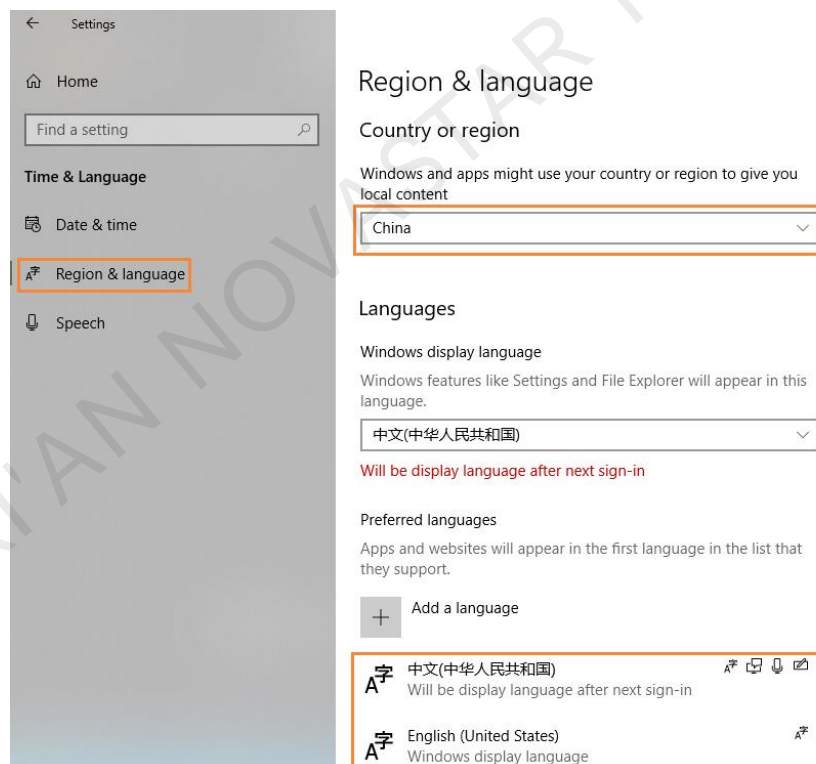 Settings
Home
Find a setting
Time & Language
Date & time
Region & language
Speech
Region & language
Country or region
Windows and apps might use your country or region to give you
local content
China
Languages
Windows display language
Windows features like Settings and File Explorer will appear in this
language.
中文(中华人民共和国)
Will be display language after next sign-in
Preferred languages
Apps and websites will appear in the first language in the list that
they support.
Add a language
中文(中华人民共和国)
Will be display language after next sign-in
English (United States)
Windows display language
XI'AN NOVASTAR